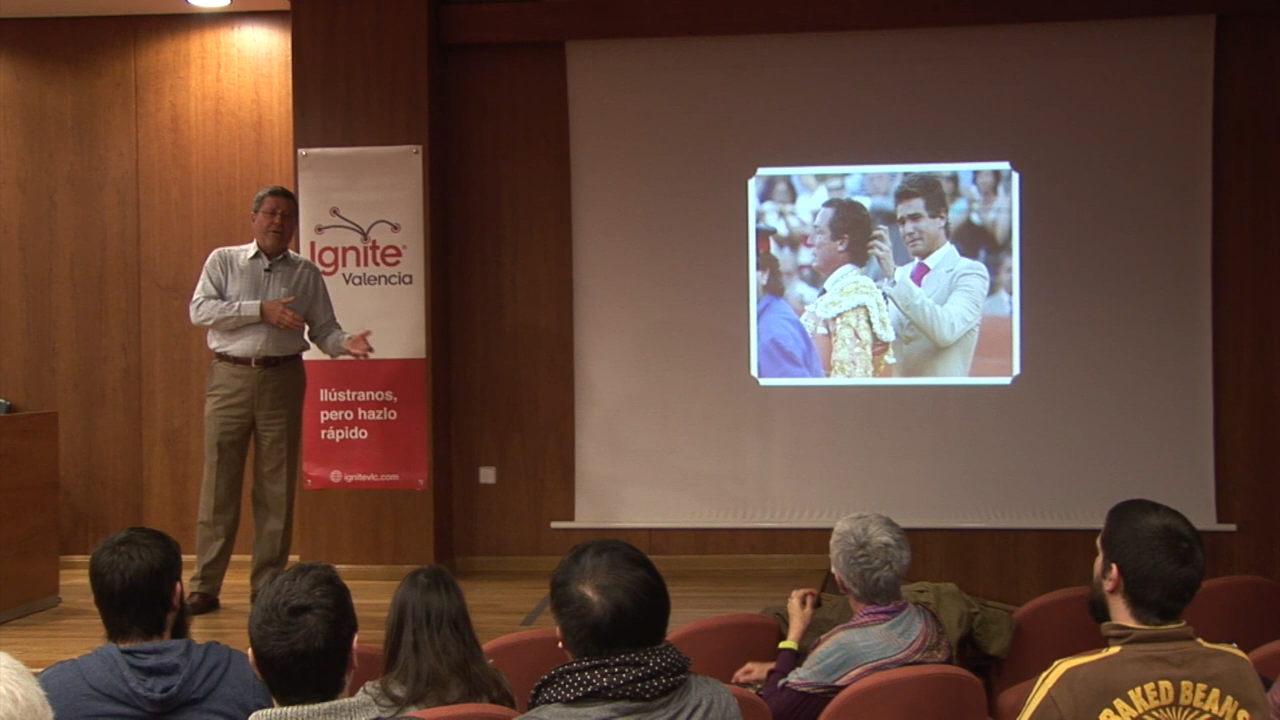 Ignite®
Valencia
Ilústranos,
pero hazlo
rápido
ignitevlc.com
BAKED BEANS